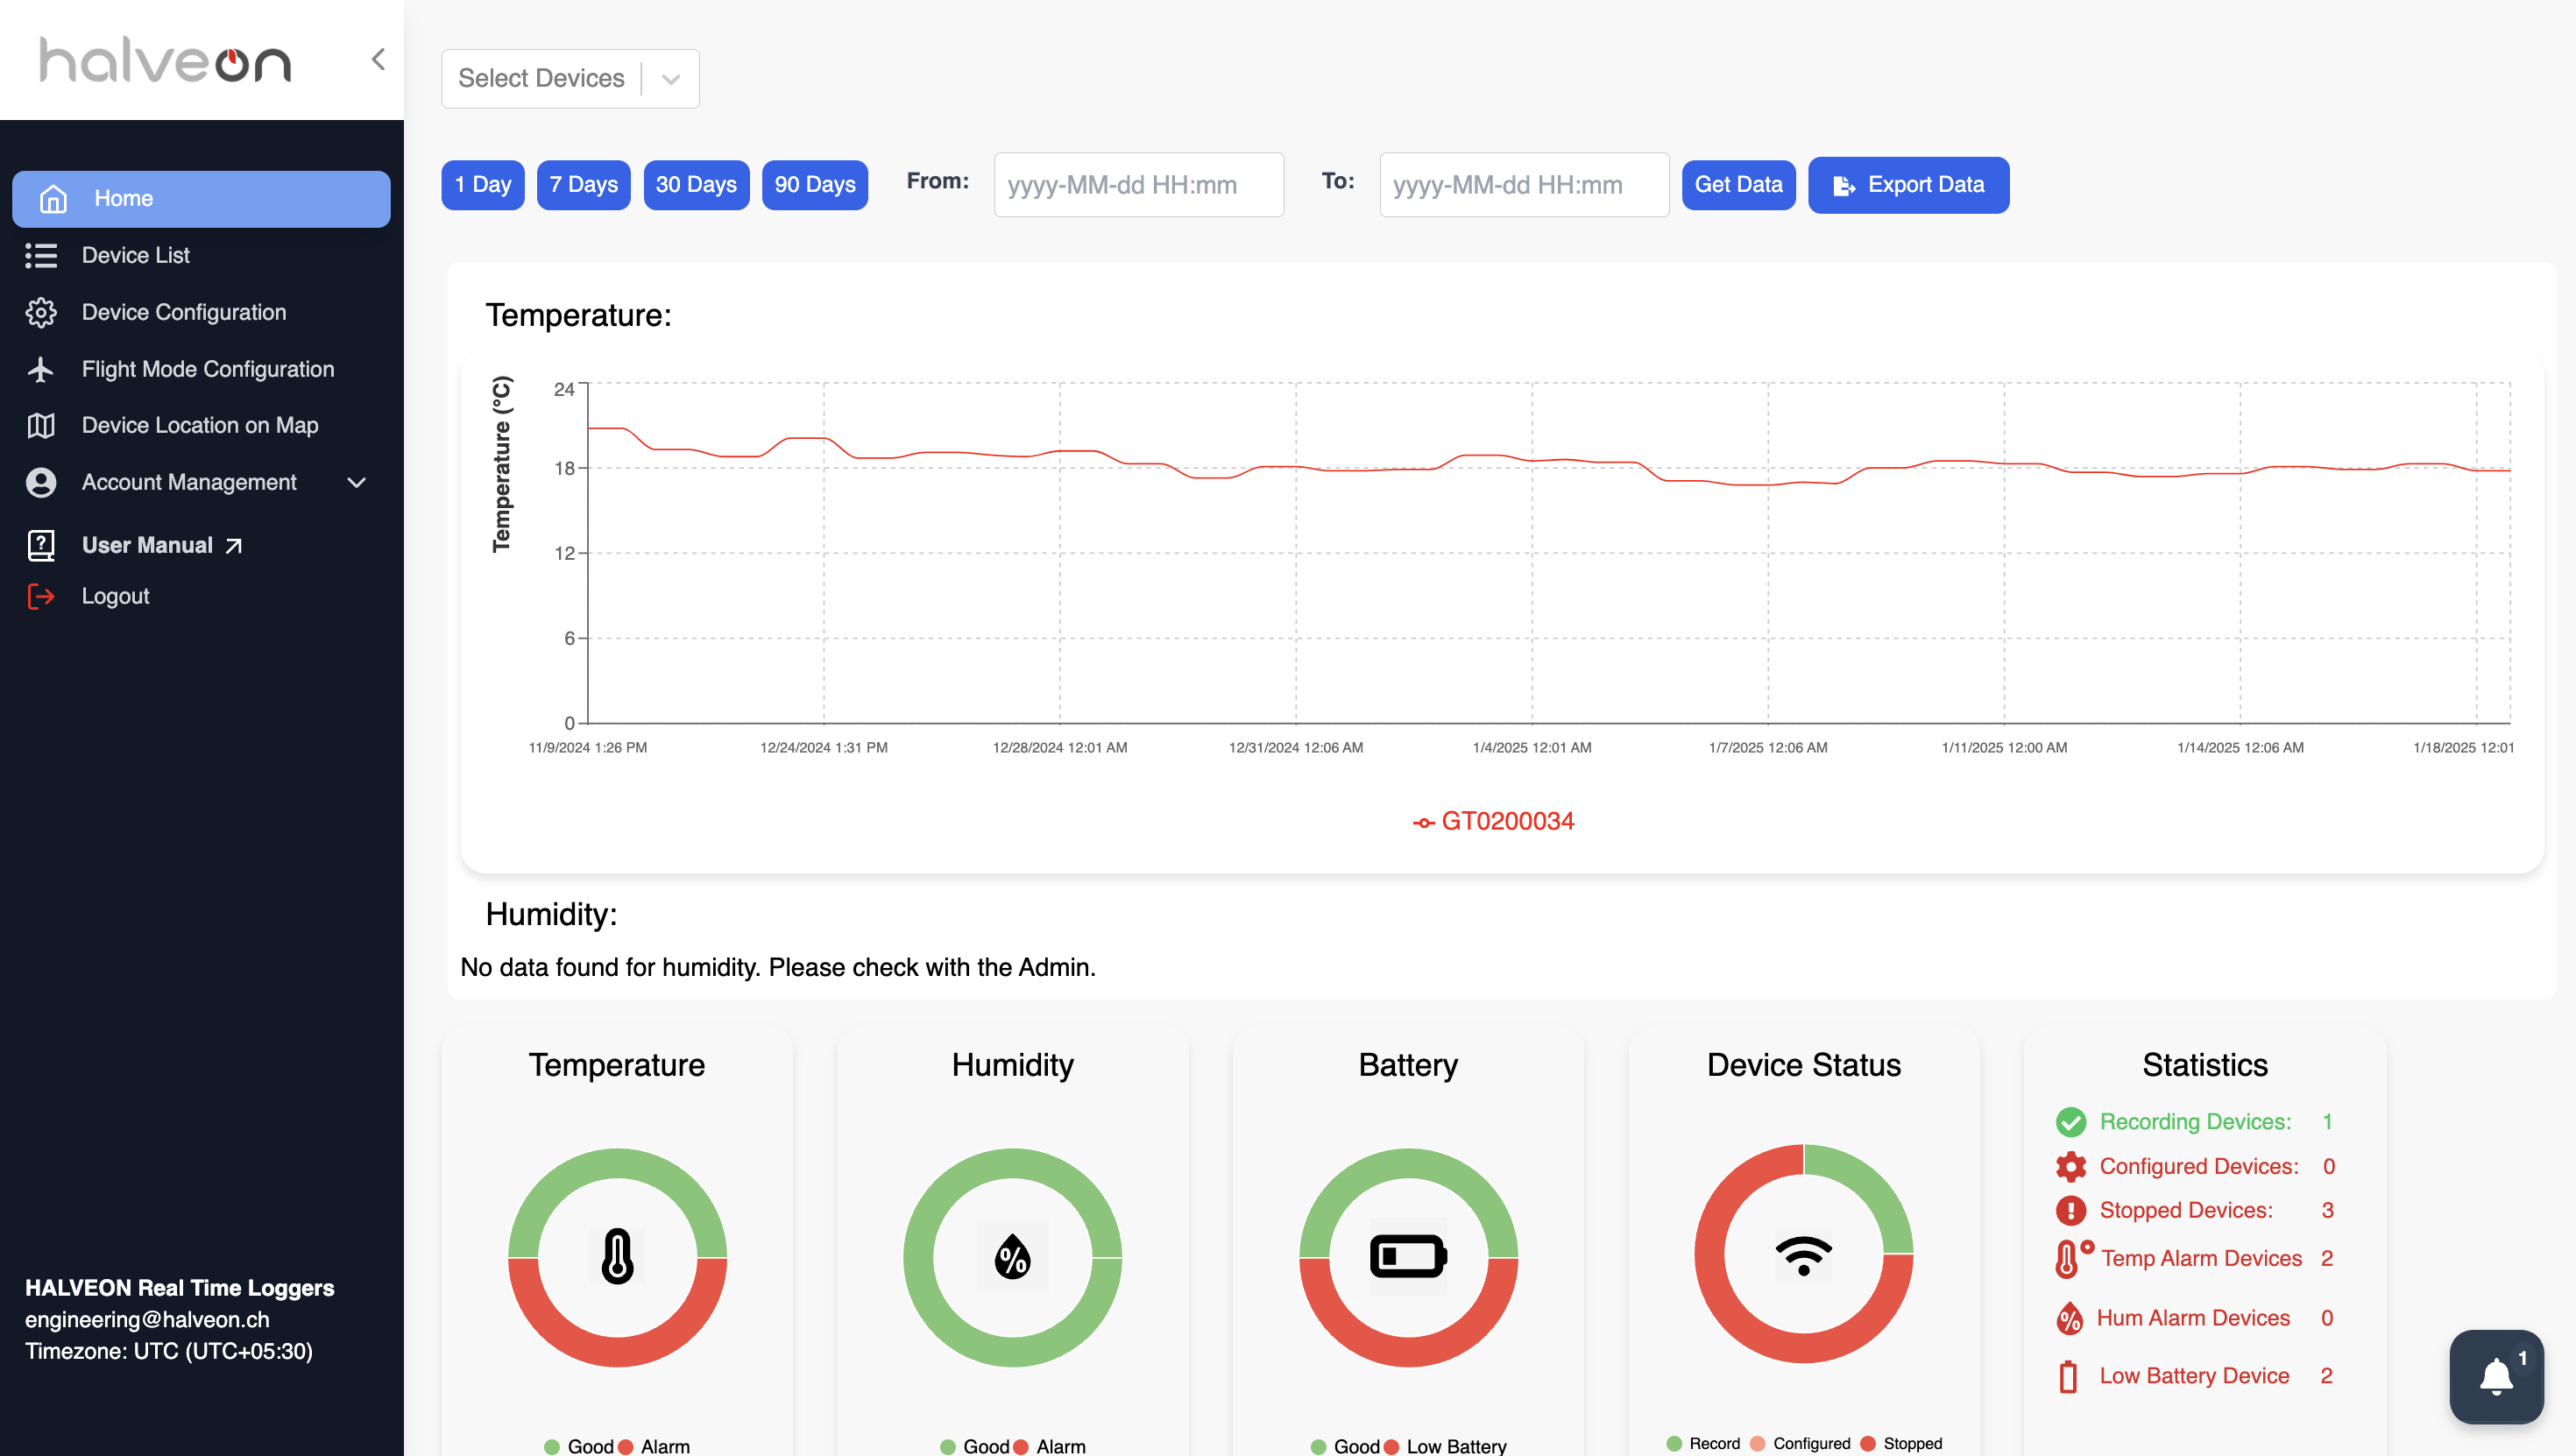 halveon
Home
Device List
Device Configuration
Flight Mode Configuration
Device Location on Map
Account Management
User Manual
Logout
HALVEON Real Time Loggers
engineering@halveon.ch
Timezone: UTC (UTC+05:30)
Select Devices
1 Day 7 Days 30 Days 90 Days From: yyyy-MM-dd HH:mm To: yyyy-MM-dd HH:mm Get Data Export Data
Temperature:
Temperature (°C)
24
18
12
6
0
11/9/2024 1:26 PM 12/24/2024 1:31 PM 12/28/2024 12:01 AM 12/31/2024 12:06 AM 1/4/2025 12:01 AM 1/7/2025 12:06 AM 1/11/2025 12:00 AM 1/14/2025 12:06 AM 1/18/2025 12:01
GT0200034
Humidity:
No data found for humidity. Please check with the Admin.
Temperature
Good Alarm
Humidity
%
Good Alarm
Battery
Good Low Battery
Device Status
Record Configured Stopped
Statistics
Recording Devices: 1
Configured Devices: 0
Stopped Devices: 3
Temp Alarm Devices 2
% Hum Alarm Devices 0
Low Battery Device 2
1